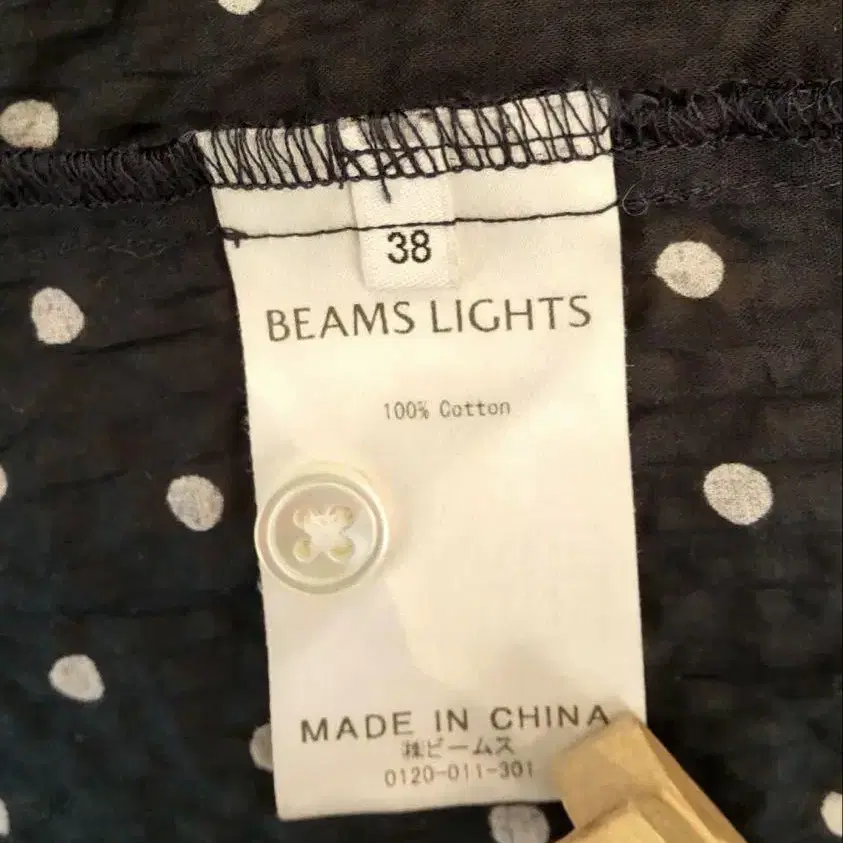 38
BEAMS LIGHTS
100% Cotton
MADE IN CHINA
㈱ビームス
0120-011-301